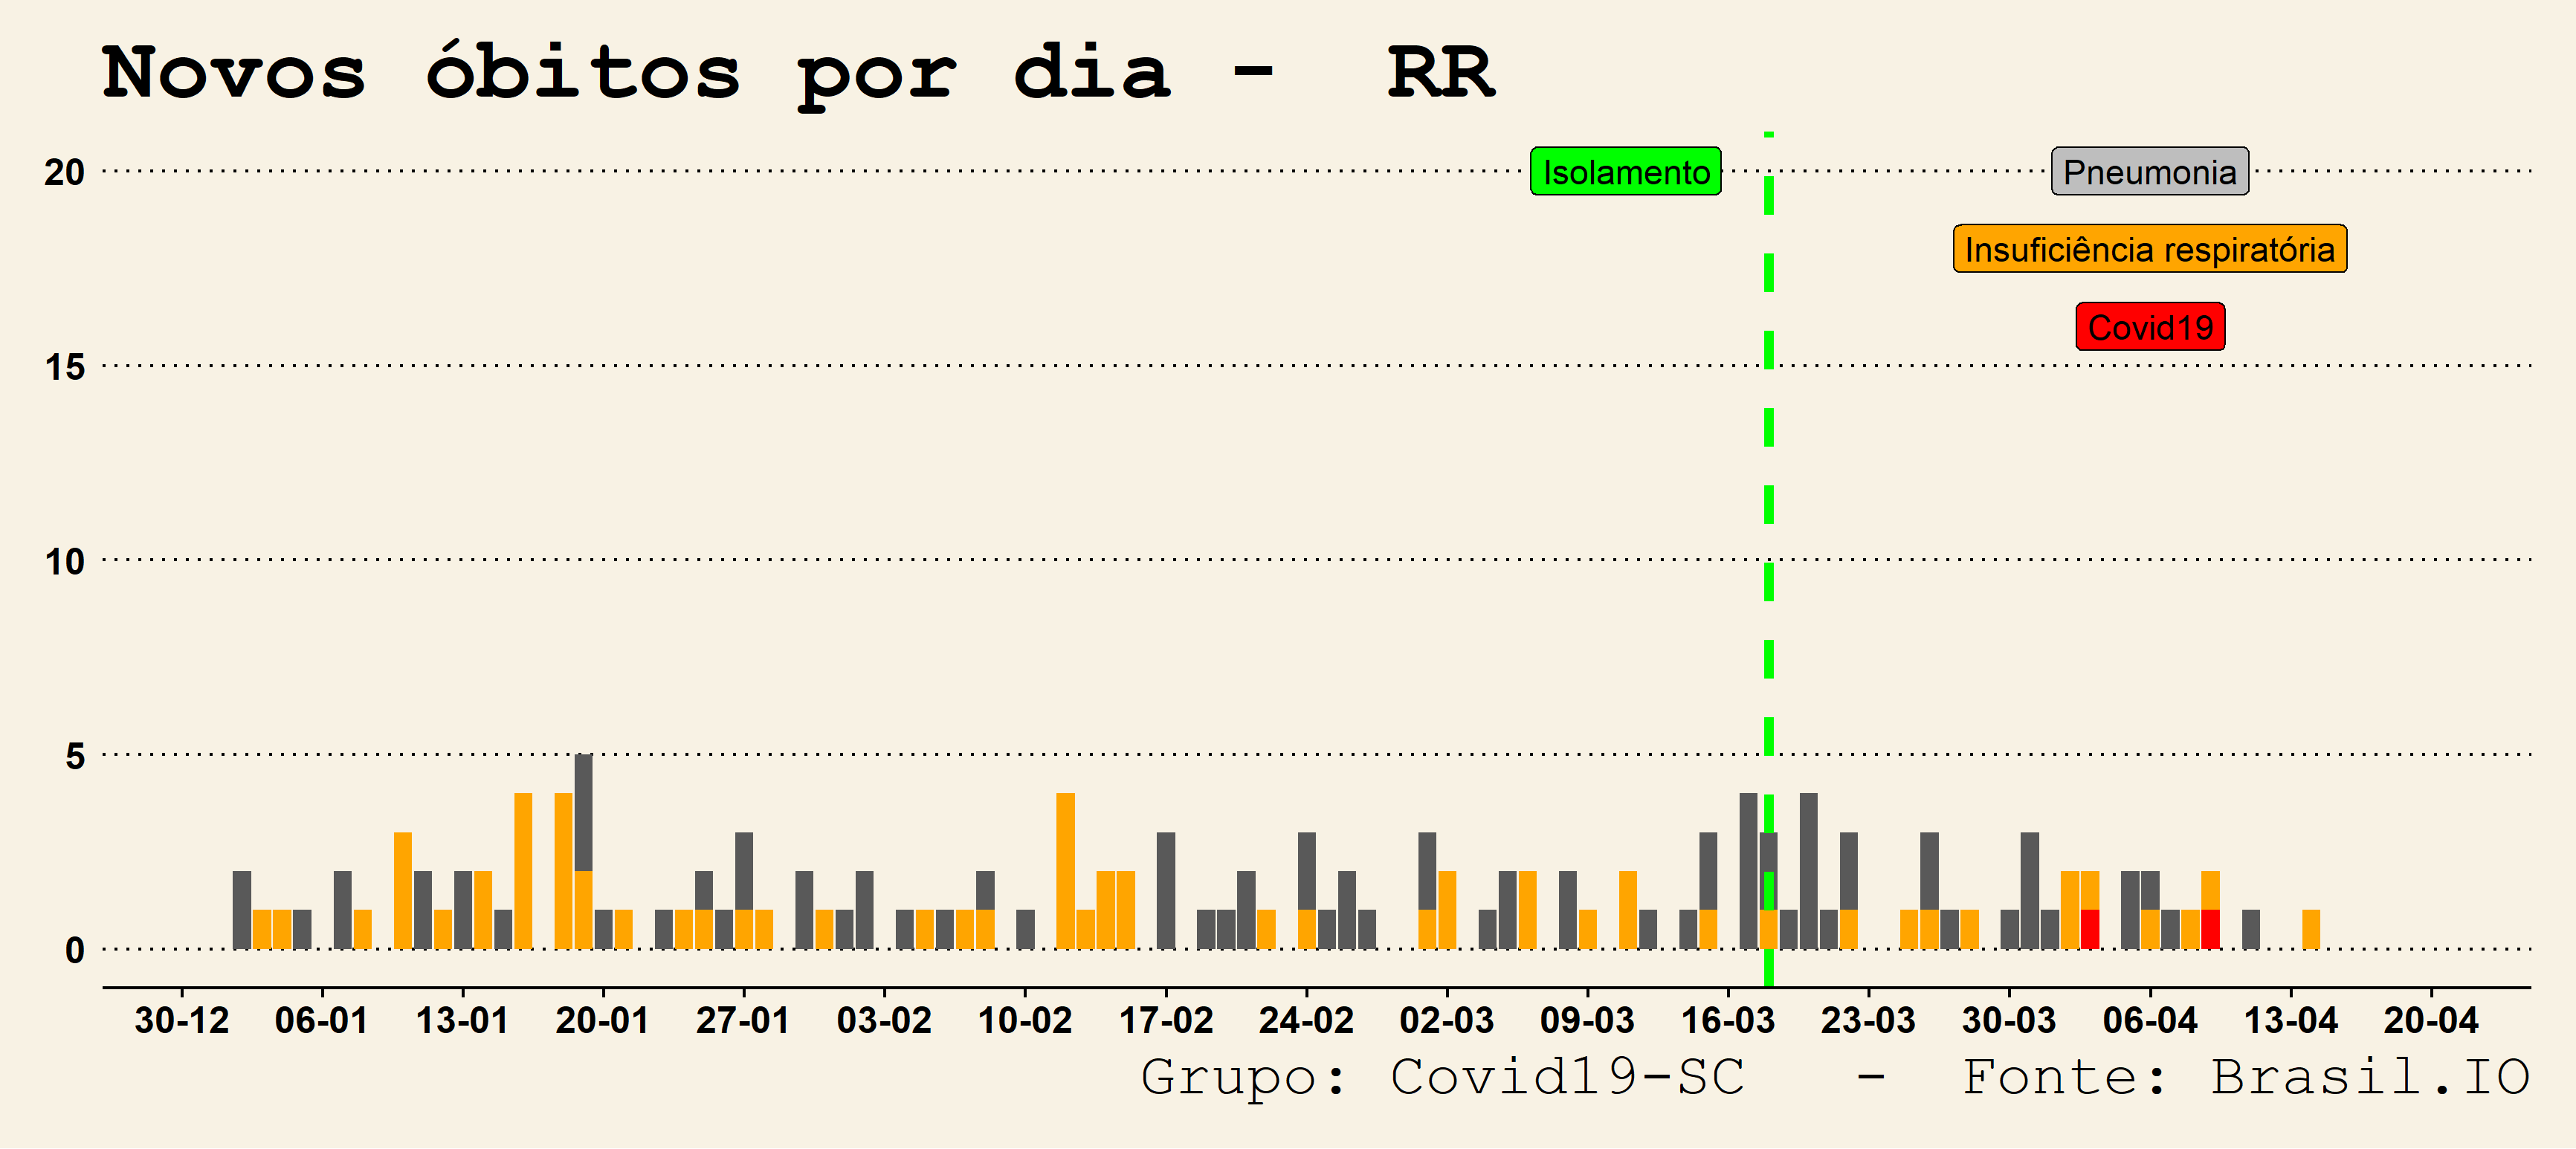 Novos óbitos por dia - RR
20
Isolamento
Pneumonia
Insuficiência respiratória
Covid19
15
10
5
0
30-12 06-01 13-01 20-01 27-01 03-02 10-02 17-02 24-02 02-03 09-03 16-03 23-03 30-03 06-04 13-04 20-04
Grupo: Covid19-SC - Fonte: Brasil.IO